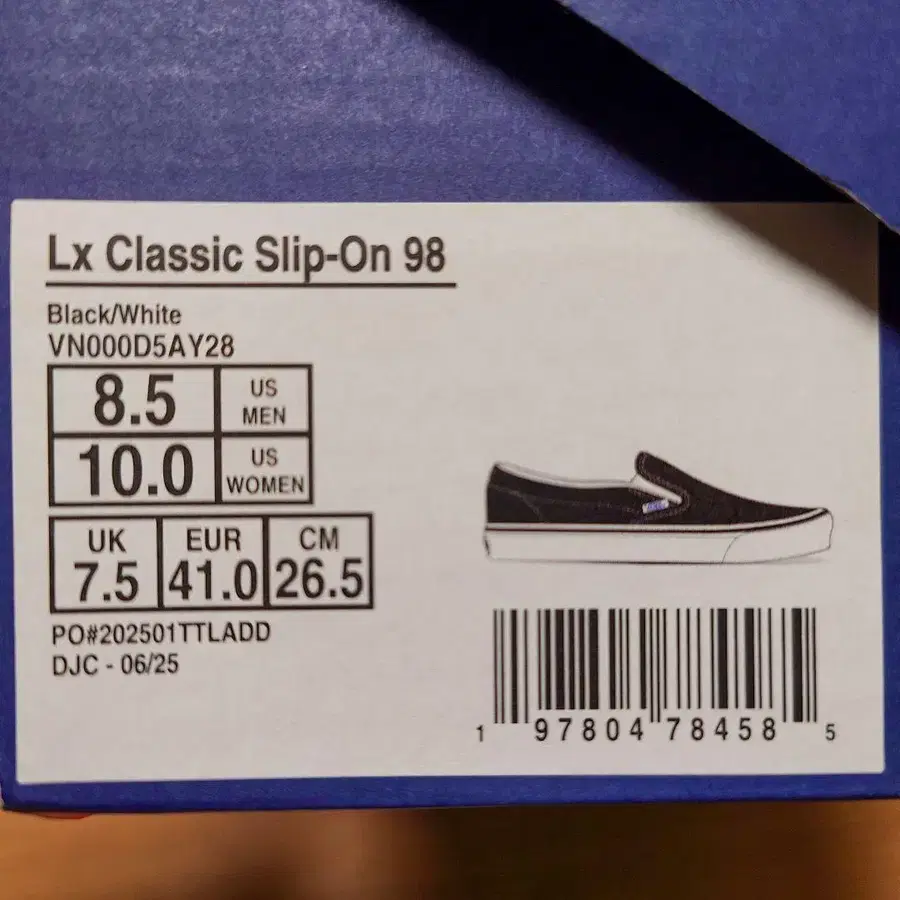 Lx Classic Slip-On 98
Black/White
VN000D5AY28
8.5 US MEN
10.0 US WOMEN
UK EUR CM
7.5 41.0 26.5
PO#202501TTLADD
DJC - 06/25
1 97804 78458 5